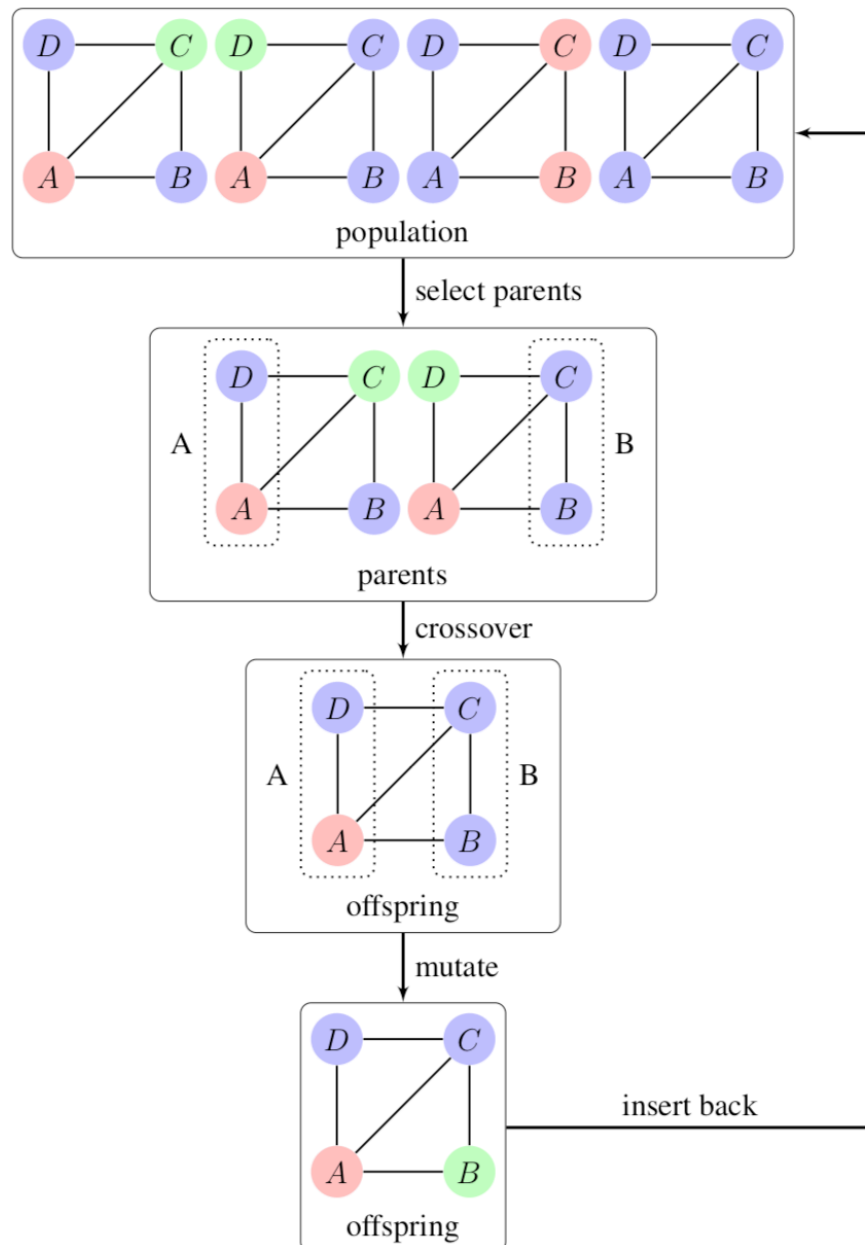 D C D C D C D C
A B A B A B A B
population
select parents
D C D C
A B
A B A B
parents
crossover
D C
A B
A B
offspring
mutate
D C
insert back
A B
offspring